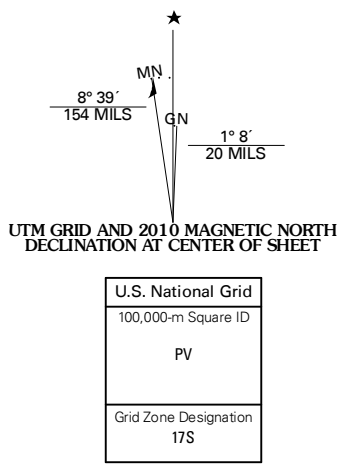 MN
8° 39´
154 MILS
GN
1° 8´
20 MILS
UTM GRID AND 2010 MAGNETIC NORTH
DECLINATION AT CENTER OF SHEET
U.S. National Grid
100,000-m Square ID
PV
Grid Zone Designation
17S